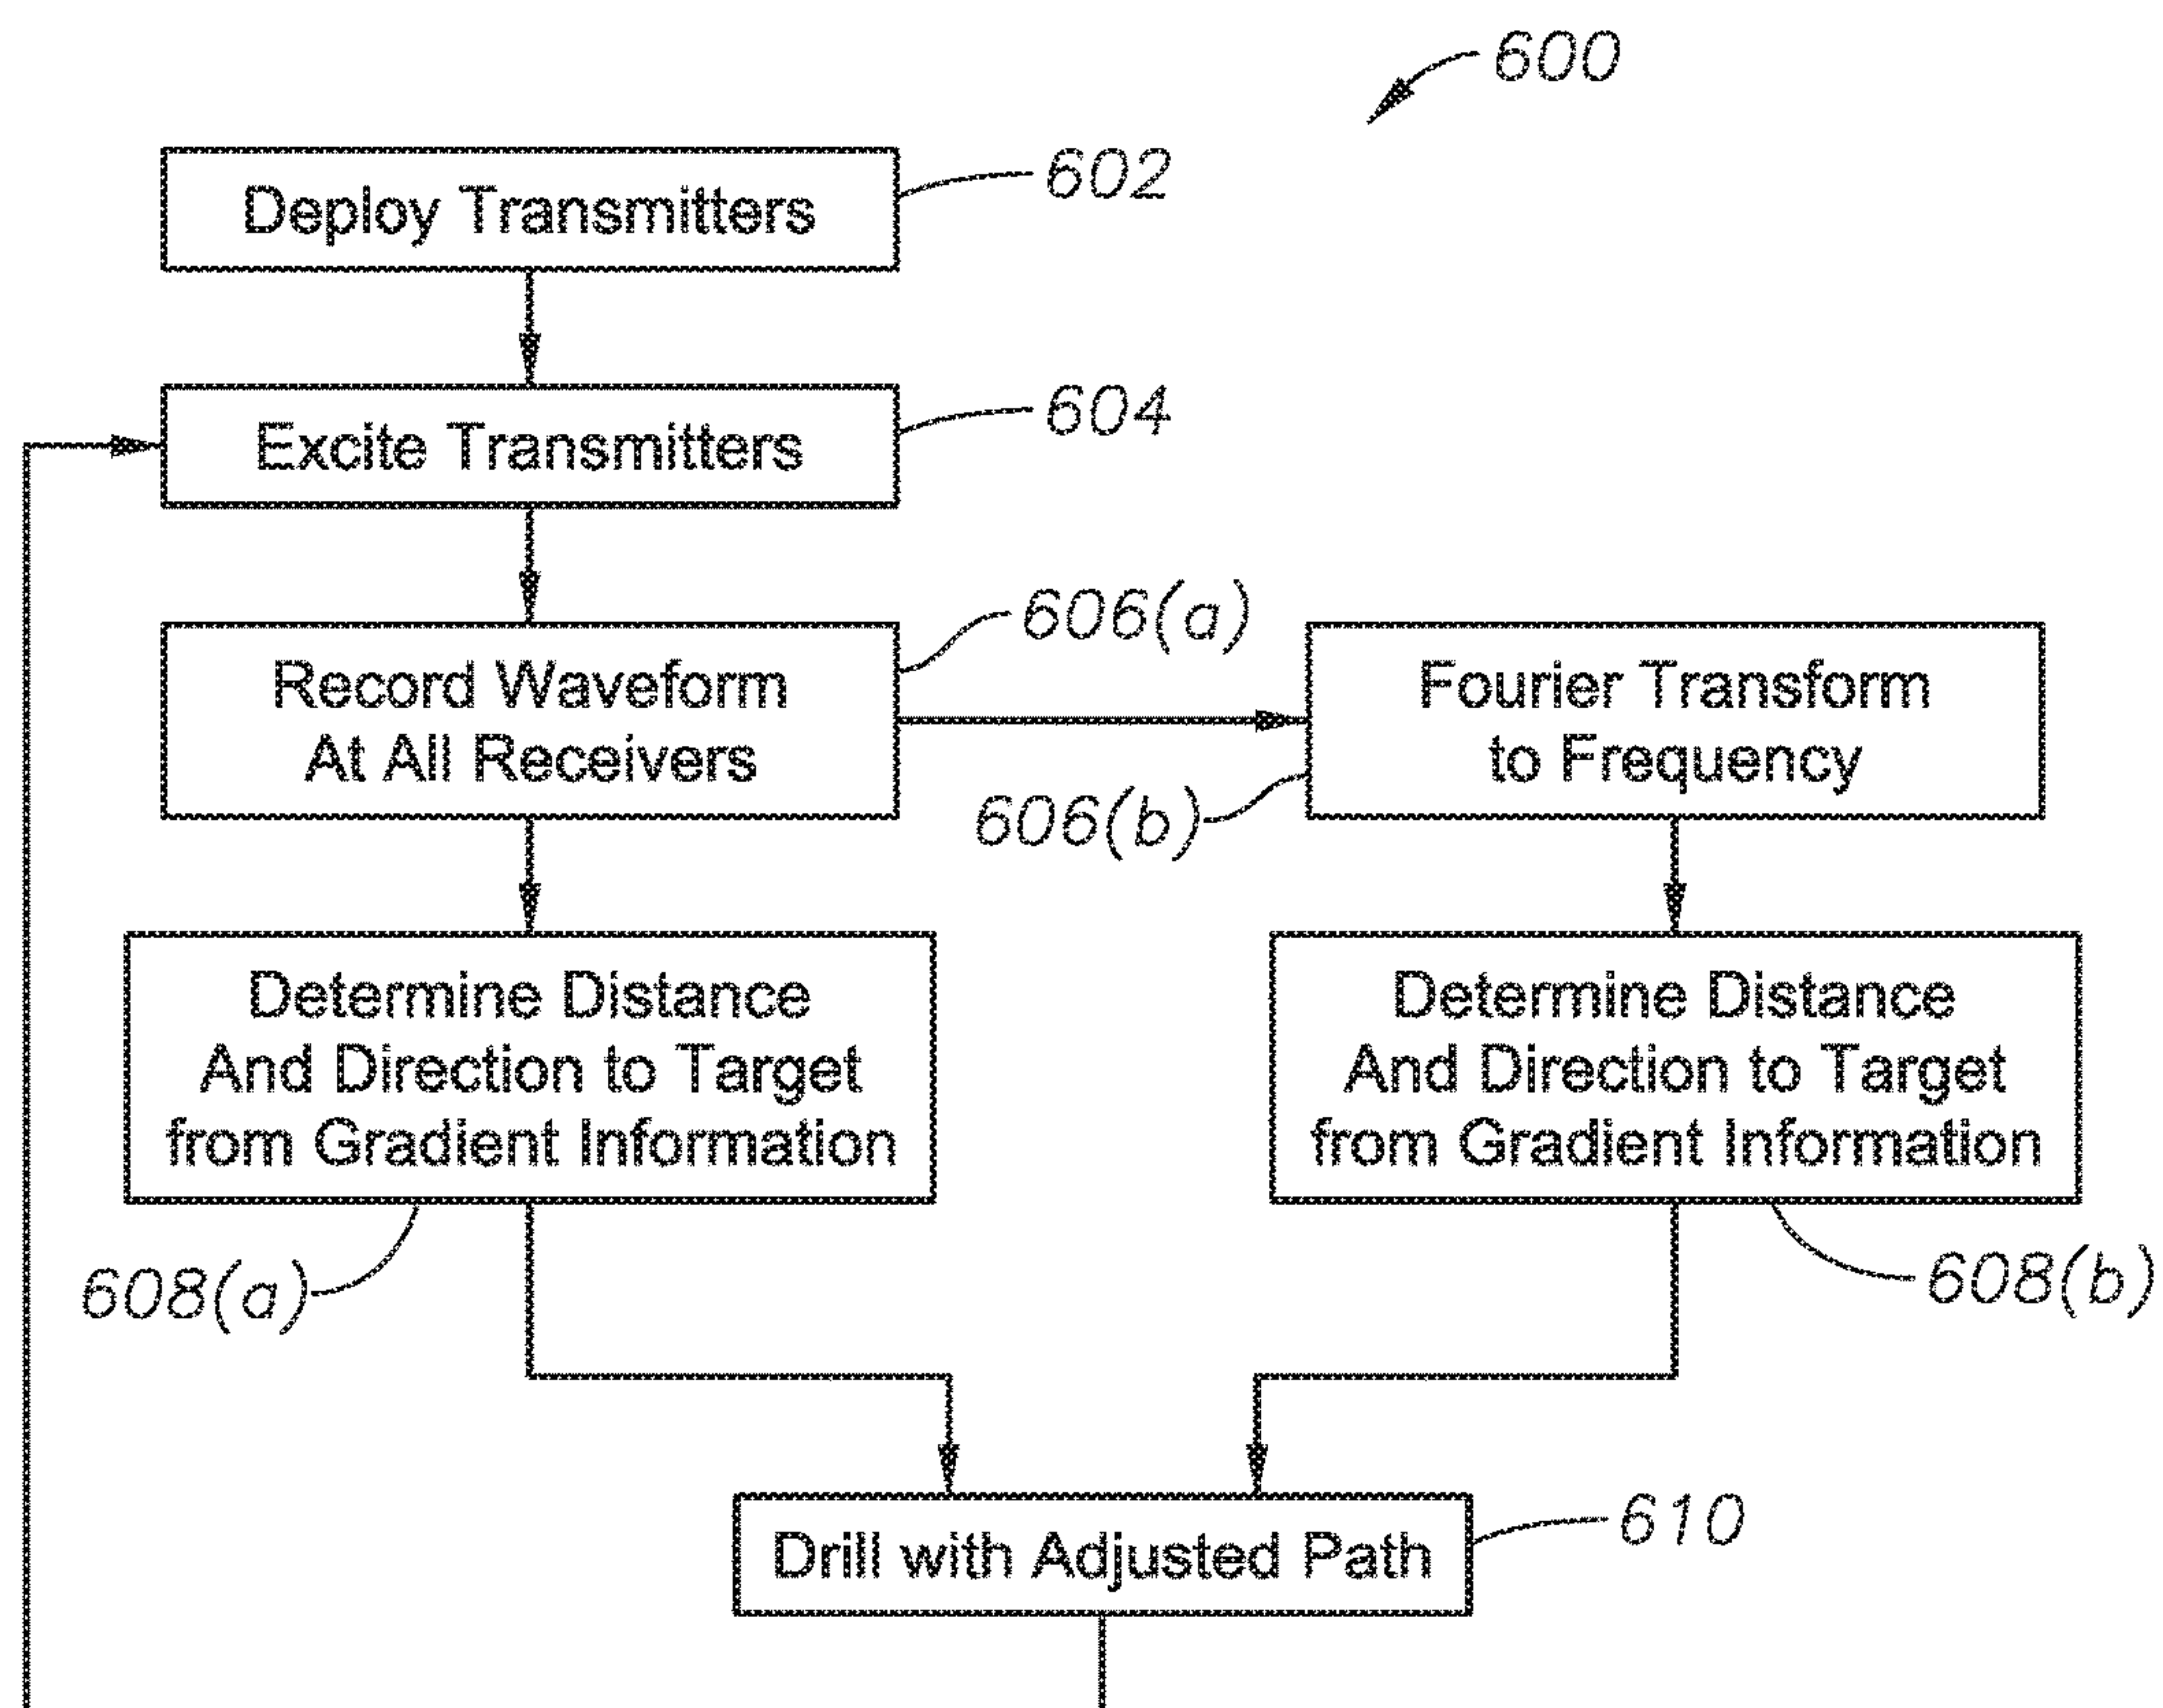 600
Deploy Transmitters
602
Excite Transmitters
604
Record Waveform
At All Receivers
606(a)
Fourier Transform
to Frequency
606(b)
Determine Distance
And Direction to Target
from Gradient Information
608(a)
Determine Distance
And Direction to Target
from Gradient Information
608(b)
Drill with Adjusted Path
610